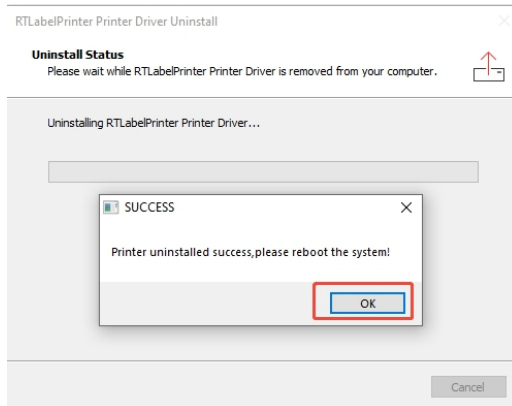 RTLabelPrinter Printer Driver Uninstall
Uninstall Status
Please wait while RTLabelPrinter Printer Driver is removed from your computer.
Uninstalling RTLabelPrinter Printer Driver...
SUCCESS
Printer uninstalled success,please reboot the system!
OK
Cancel